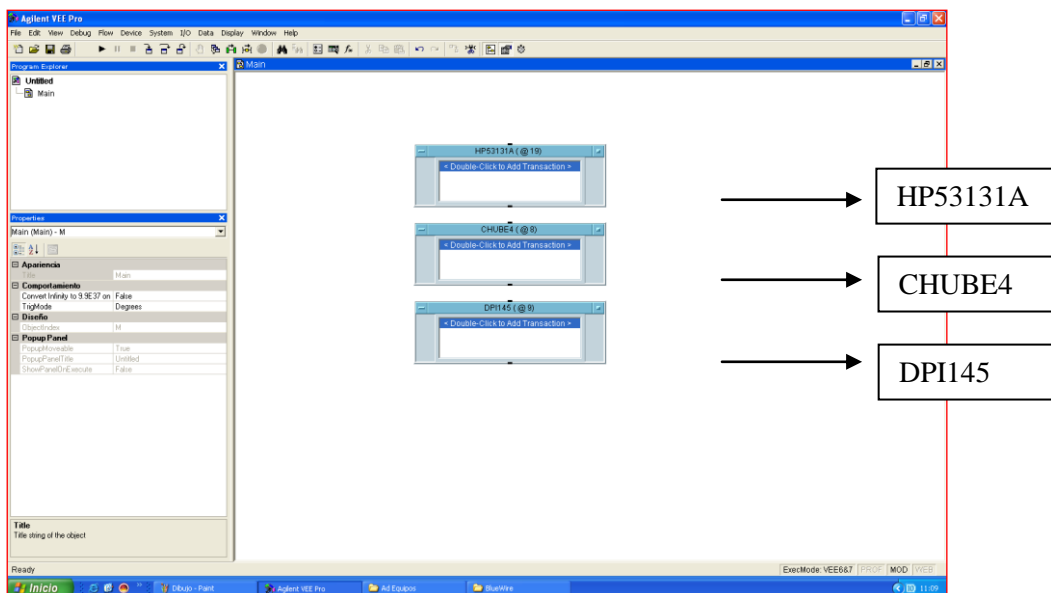 Agilent VEE Pro
File Edit View Debug Flow Device System I/O Data Display Window Help
Program Explorer
Untitled
Main
Main
HP53131A ( @ 19)
< Double-Click to Add Transaction >
HP53131A
CHUBE4 ( @ 8)
< Double-Click to Add Transaction >
CHUBE4
DPI145 ( @ 9)
< Double-Click to Add Transaction >
DPI145
Properties
Main (Main) - M
Apariencia
Title Main
Comportamiento
Convert Infinity to 9.9E37 on False
TrigMode Degrees
Diseño
ObjectIndex M
Popup Panel
PopupMoveable True
PopupPanelTitle Untitled
ShowPanelOnExecute False
Title
Title string of the object
Ready
ExecMode: VEE6&7 PROF MOD WEB
Inicio Dibujo - Paint Agilent VEE Pro Ad Equipos BlueWire 11:09